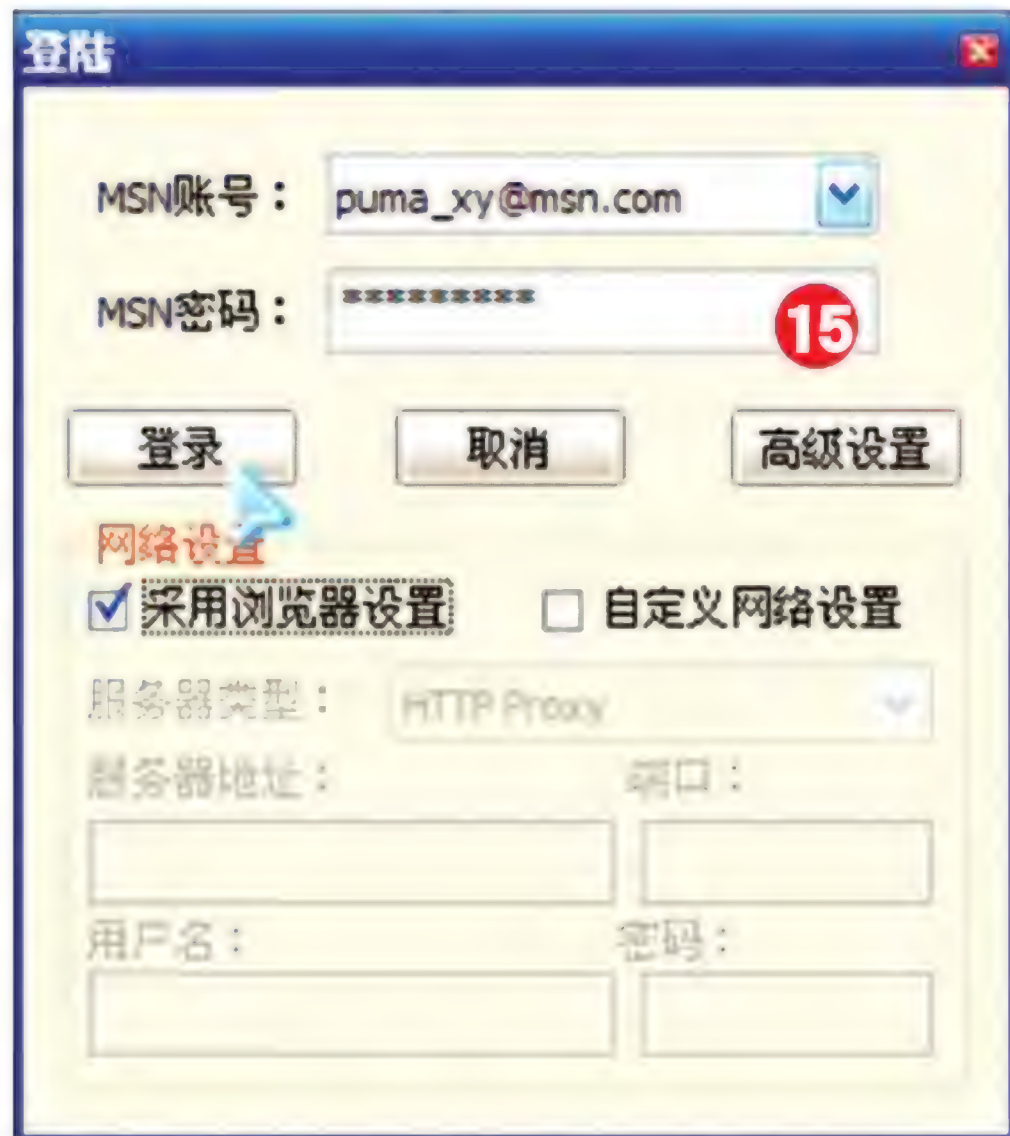 登陆
MSN账号： puma_xy@msn.com
MSN密码： *********
15
登录 取消 高级设置
网络设置
采用浏览器设置 自定义网络设置
服务器类型： HTTP Proxy
服务器地址： 端口：
用户名： 密码：